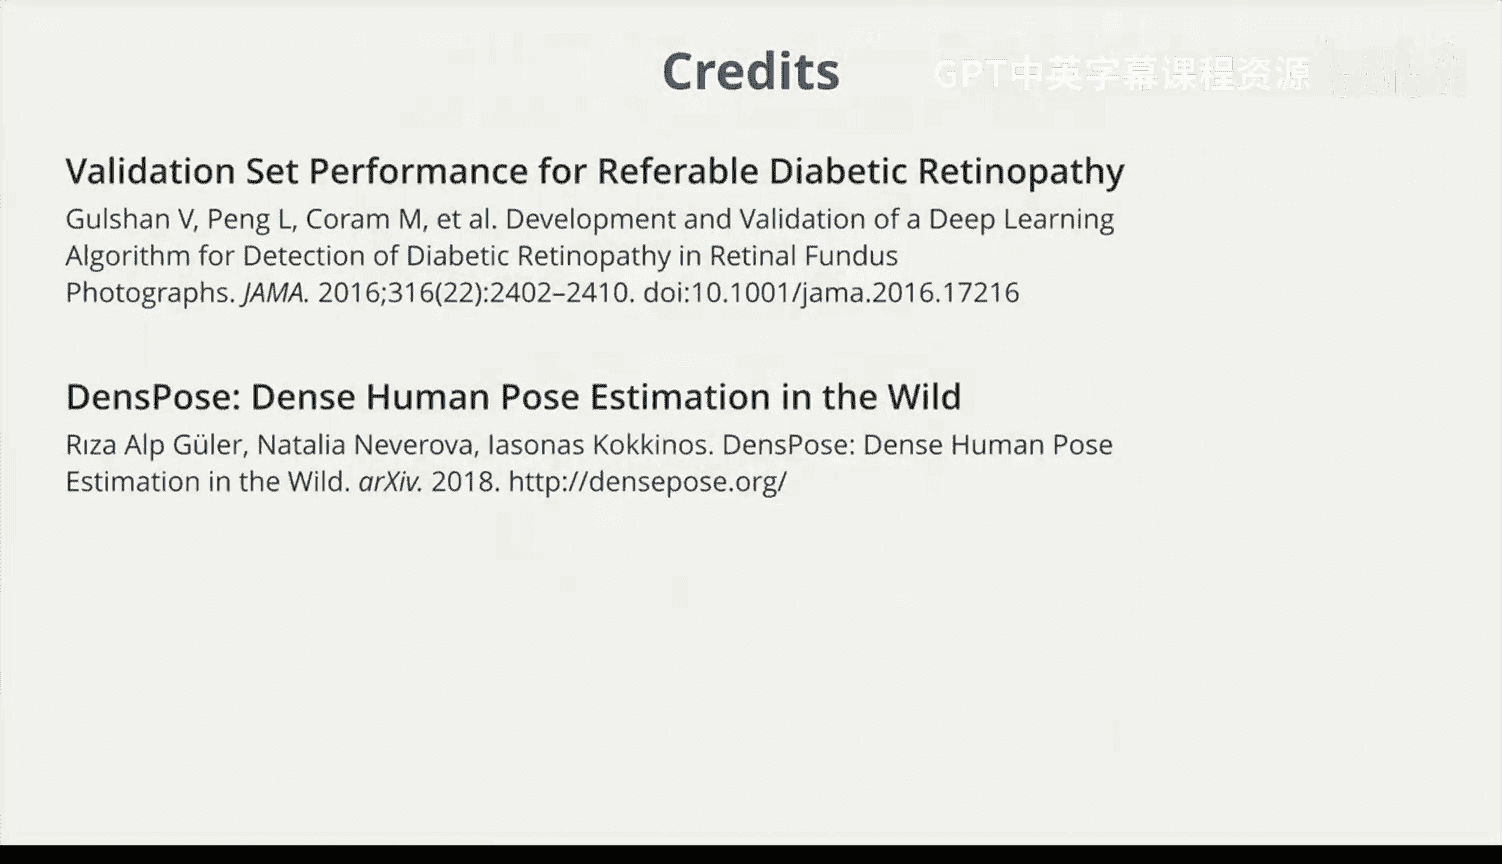 Credits
GPT中英字幕课程资源
Validation Set Performance for Referable Diabetic Retinopathy
Gulshan V, Peng L, Coram M, et al. Development and Validation of a Deep Learning
Algorithm for Detection of Diabetic Retinopathy in Retinal Fundus
Photographs. JAMA. 2016;316(22):2402–2410. doi:10.1001/jama.2016.17216
DensPose: Dense Human Pose Estimation in the Wild
Rıza Alp Güler, Natalia Neverova, Iasonas Kokkinos. DensPose: Dense Human Pose
Estimation in the Wild. arXiv. 2018. http://densepose.org/